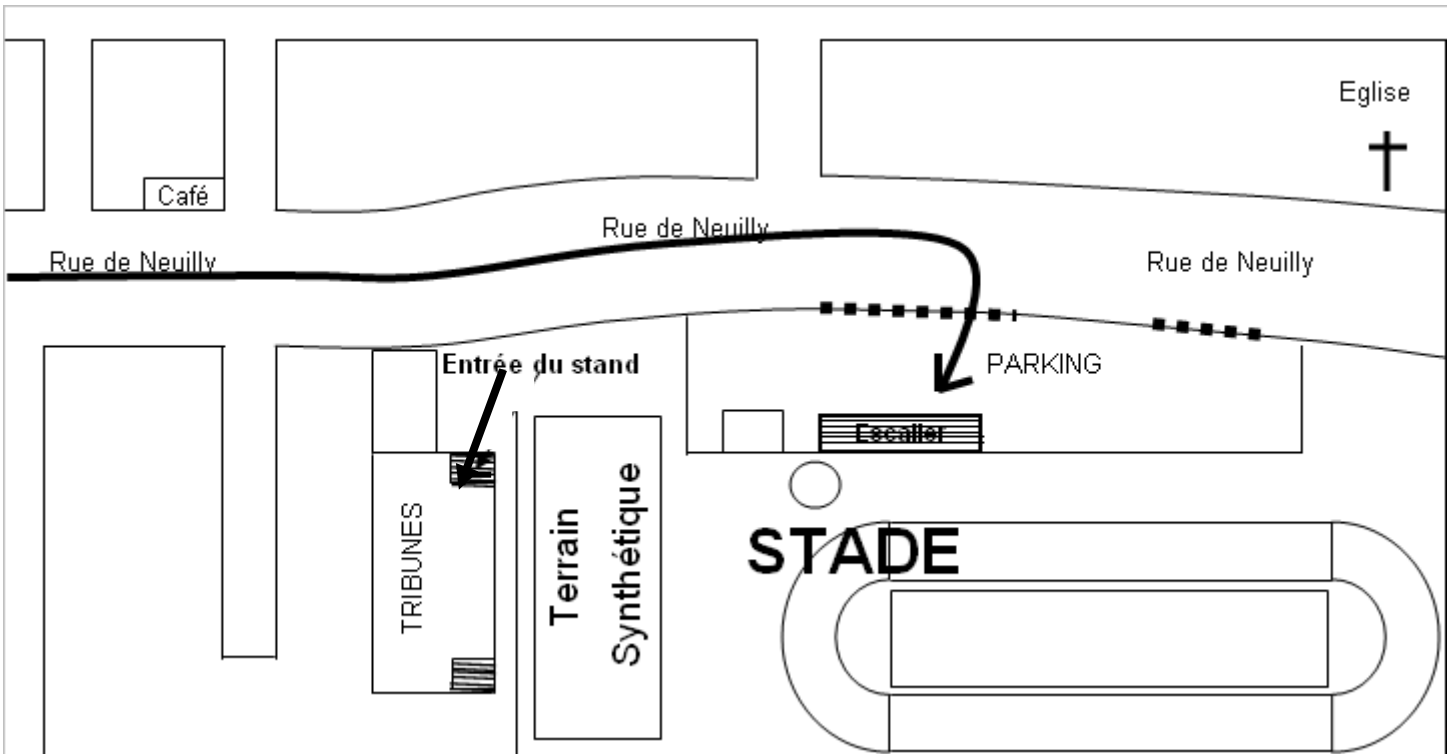 Eglise
Café
Rue de Neuilly
Rue de Neuilly
Rue de Neuilly
Entrée du stand
PARKING
Escalier
TRIBUNES
Terrain
Synthétique
STADE